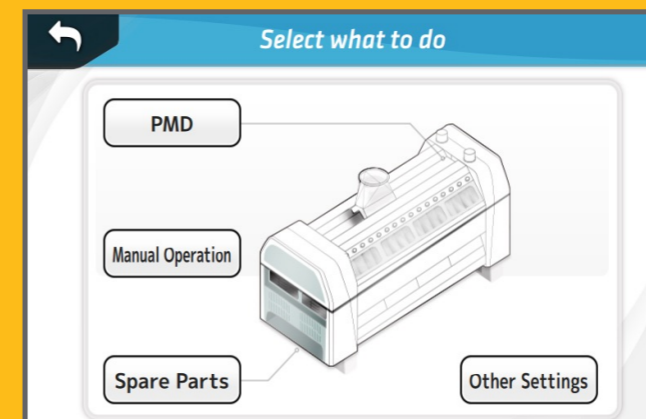 Select what to do
PMD
Manual Operation
Spare Parts
Other Settings